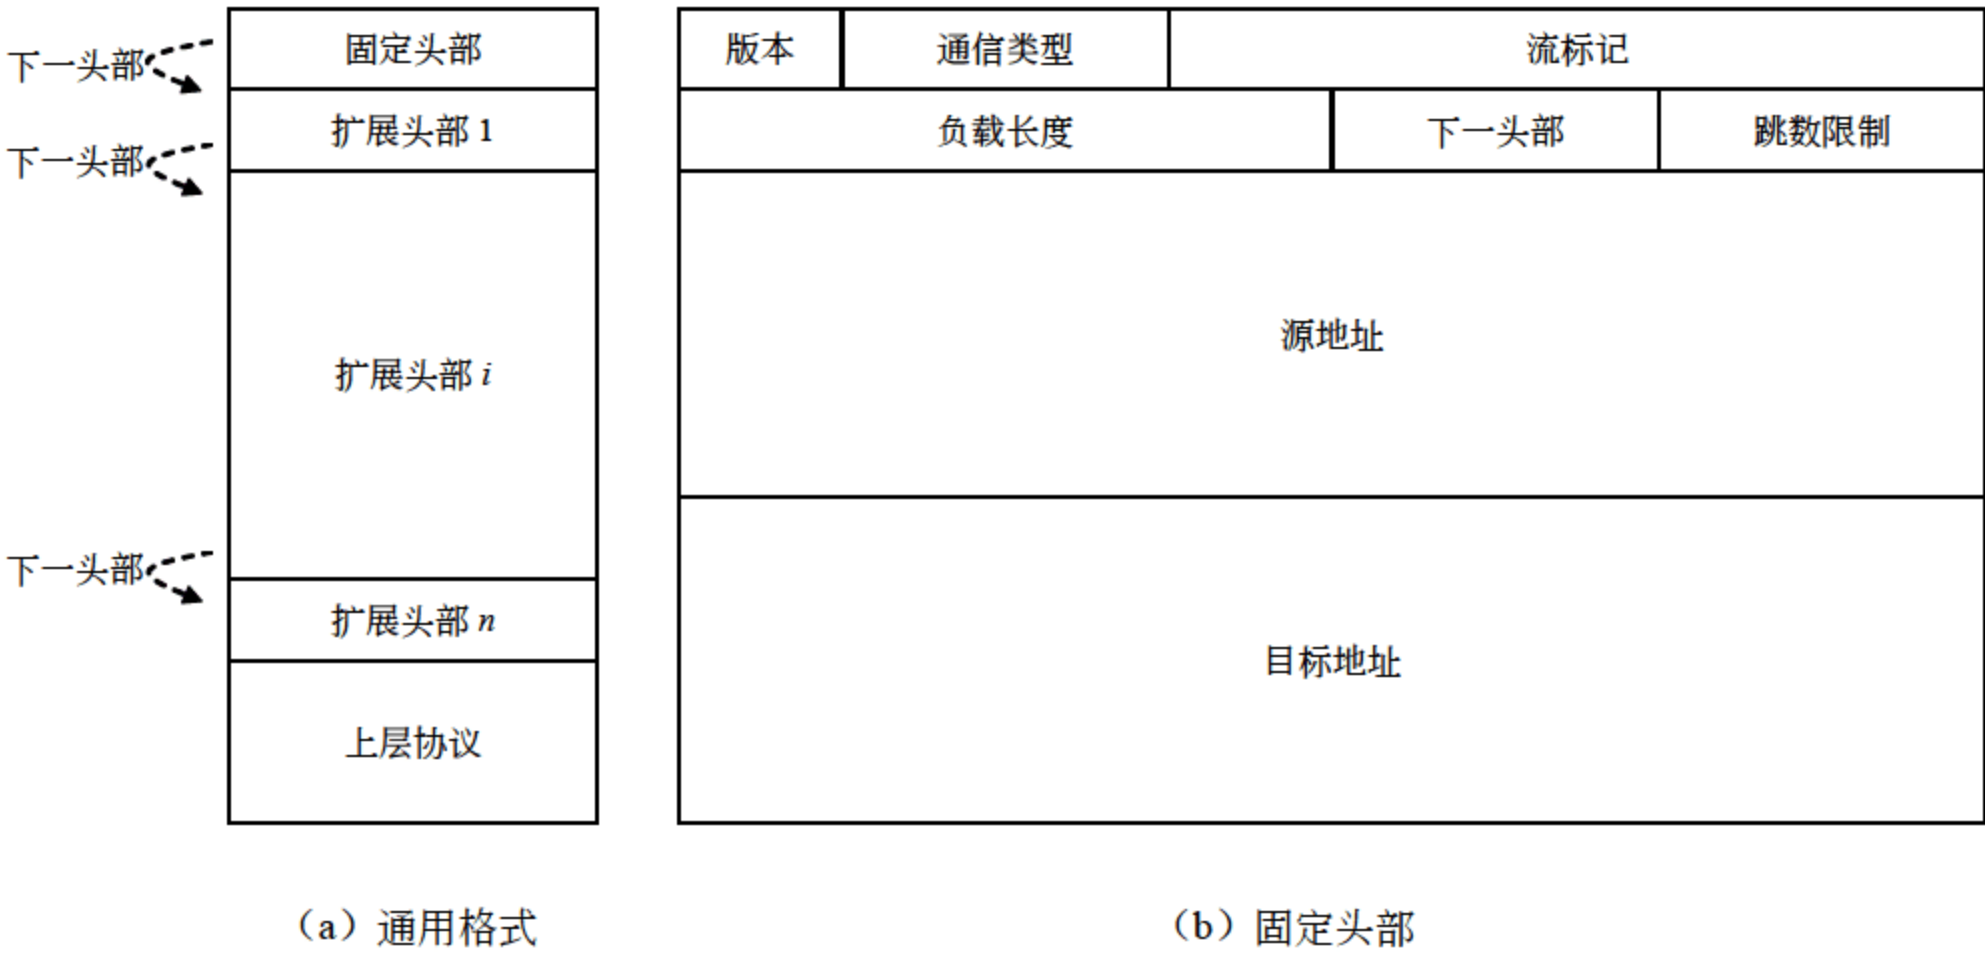 下一头部
下一头部
下一头部
固定头部
扩展头部 1
扩展头部 i
扩展头部 n
上层协议
（a）通用格式
版本 通信类型 流标记
负载长度 下一头部 跳数限制
源地址
目标地址
（b）固定头部